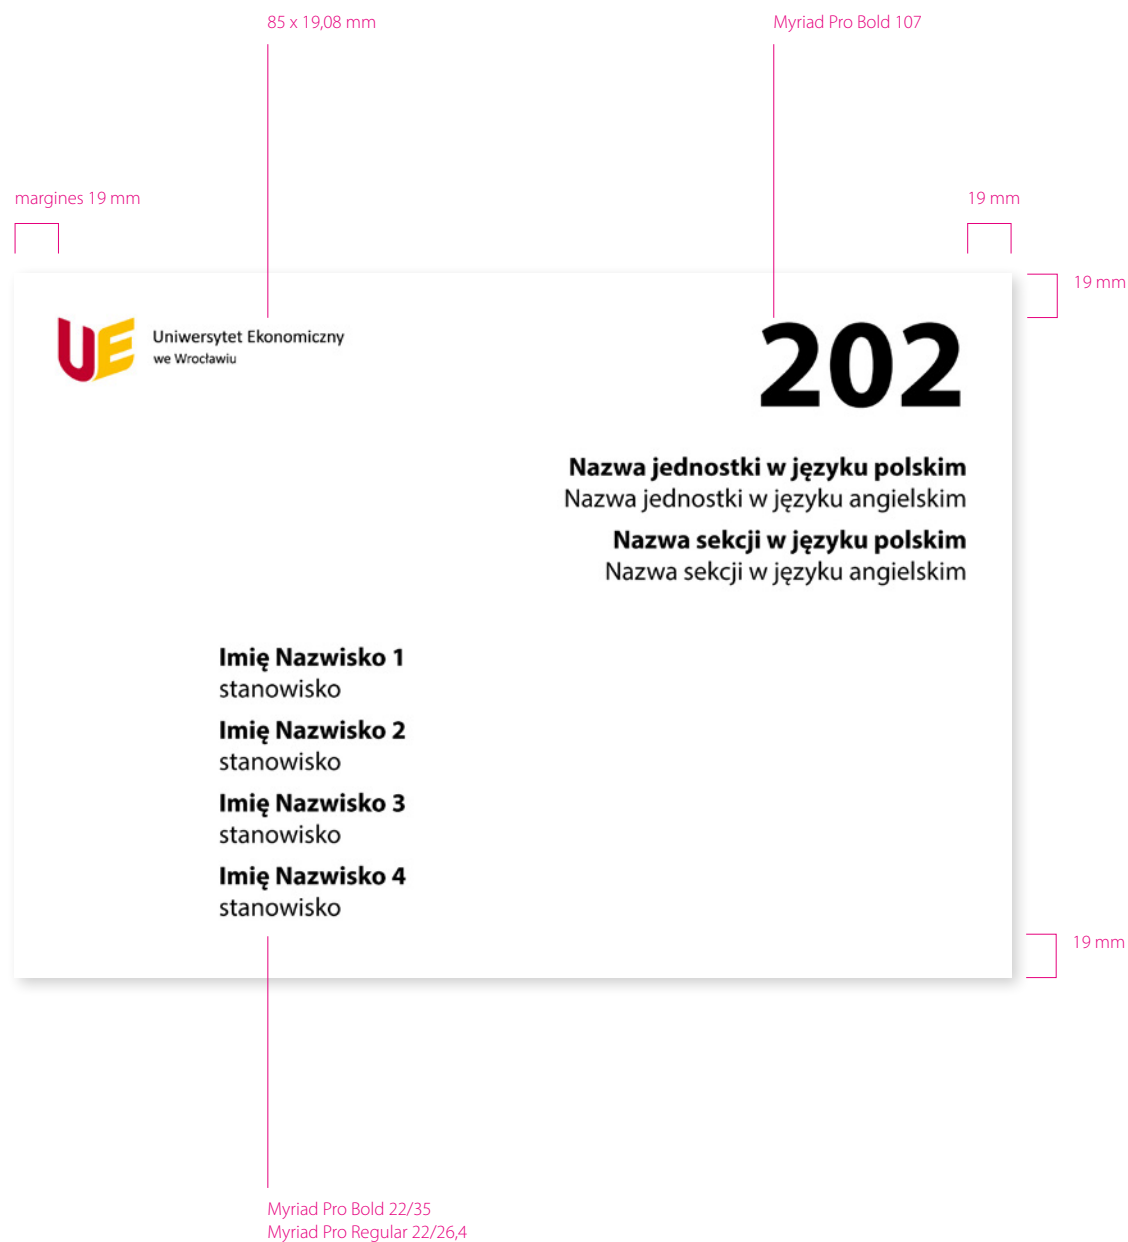 85 x 19,08 mm
Myriad Pro Bold 107
margines 19 mm
19 mm
19 mm
UE
Uniwersytet Ekonomiczny
we Wrocławiu
202
Nazwa jednostki w języku polskim
Nazwa jednostki w języku angielskim
Nazwa sekcji w języku polskim
Nazwa sekcji w języku angielskim
Imię Nazwisko 1
stanowisko
Imię Nazwisko 2
stanowisko
Imię Nazwisko 3
stanowisko
Imię Nazwisko 4
stanowisko
19 mm
Myriad Pro Bold 22/35
Myriad Pro Regular 22/26,4